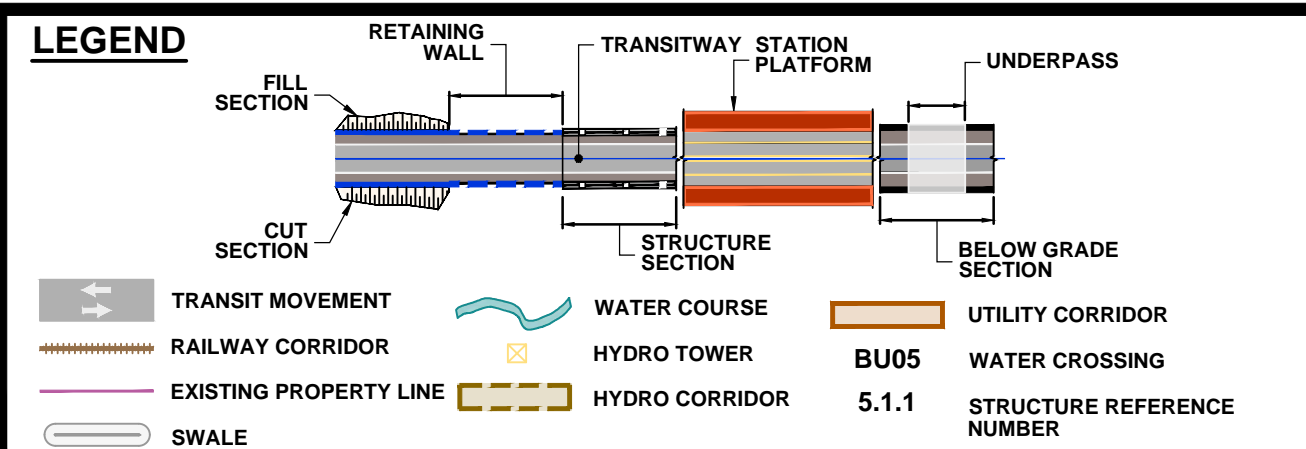 LEGEND
RETAINING
WALL
TRANSITWAY
STATION
PLATFORM
UNDERPASS
FILL
SECTION
CUT
SECTION
STRUCTURE
SECTION
BELOW GRADE
SECTION
TRANSIT MOVEMENT
RAILWAY CORRIDOR
EXISTING PROPERTY LINE
SWALE
WATER COURSE
HYDRO TOWER
HYDRO CORRIDOR
UTILITY CORRIDOR
BU05 WATER CROSSING
5.1.1 STRUCTURE REFERENCE
NUMBER